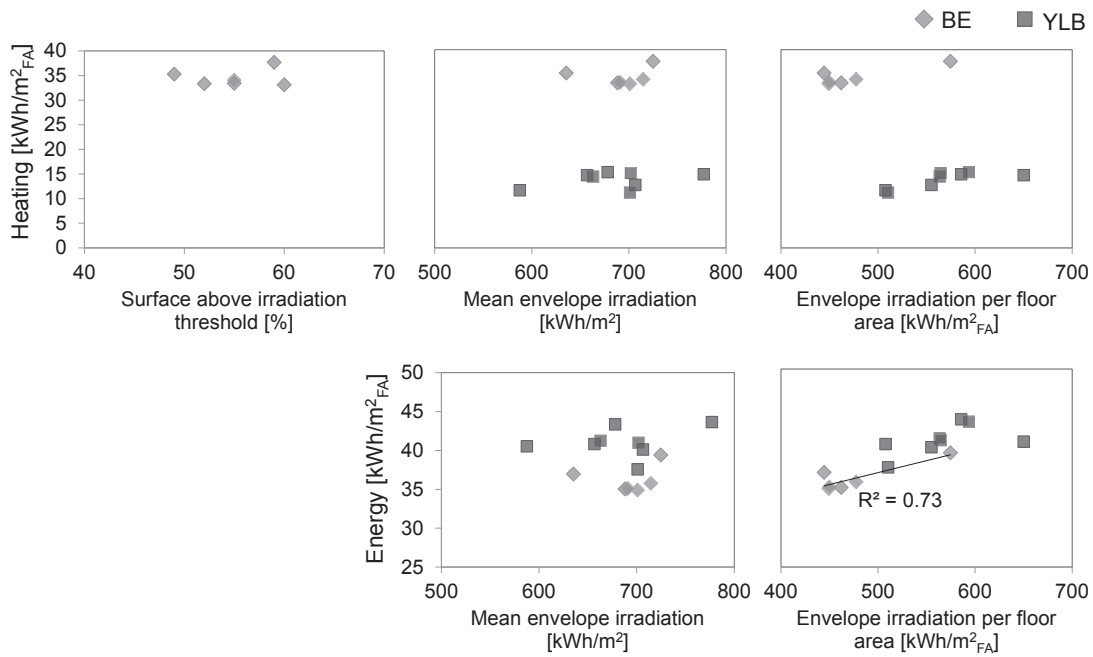 BE YLB
Heating [kWh/m²FA]
40
35
30
25
20
15
10
5
0
40 50 60 70
Surface above irradiation
threshold [%]
500 600 700 800
Mean envelope irradiation
[kWh/m²]
400 500 600 700
Envelope irradiation per floor
area [kWh/m²FA]
Energy [kWh/m²FA]
50
45
40
35
30
25
500 600 700 800
Mean envelope irradiation
[kWh/m²]
R² = 0.73
400 500 600 700
Envelope irradiation per floor
area [kWh/m²FA]